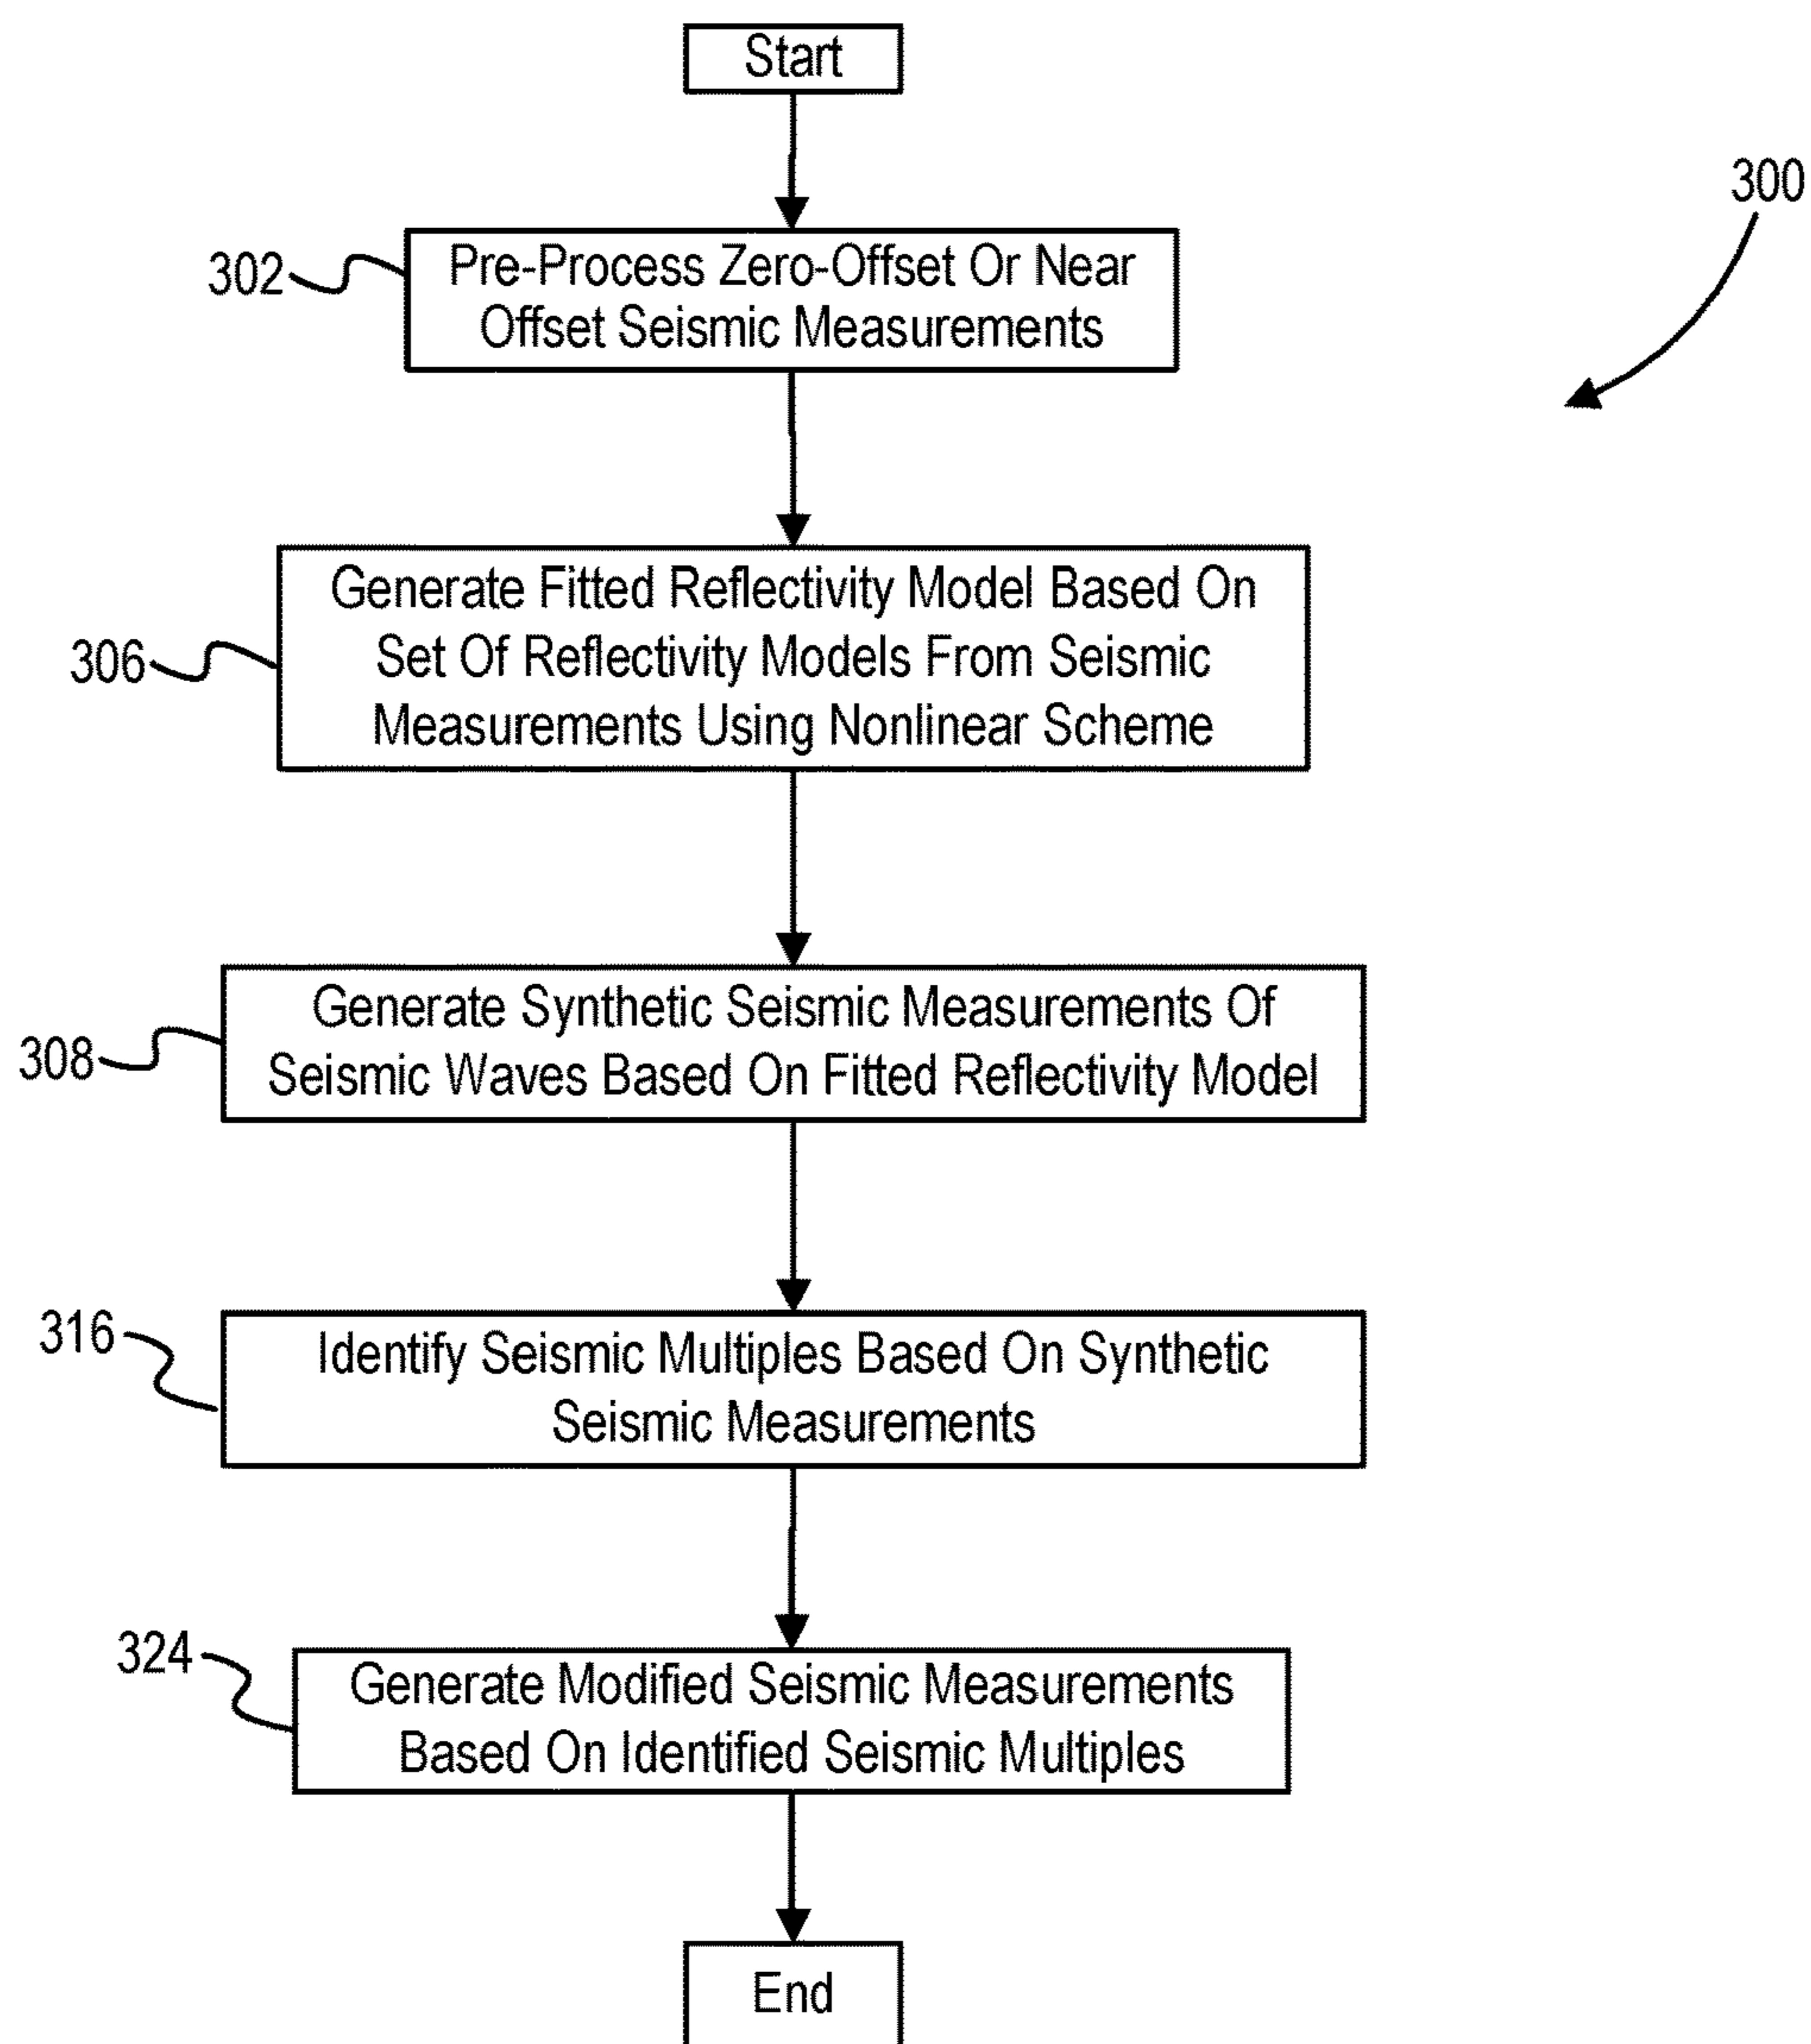 Start
300
302
Pre-Process Zero-Offset Or Near
Offset Seismic Measurements
306
Generate Fitted Reflectivity Model Based On
Set Of Reflectivity Models From Seismic
Measurements Using Nonlinear Scheme
308
Generate Synthetic Seismic Measurements Of
Seismic Waves Based On Fitted Reflectivity Model
316
Identify Seismic Multiples Based On Synthetic
Seismic Measurements
324
Generate Modified Seismic Measurements
Based On Identified Seismic Multiples
End